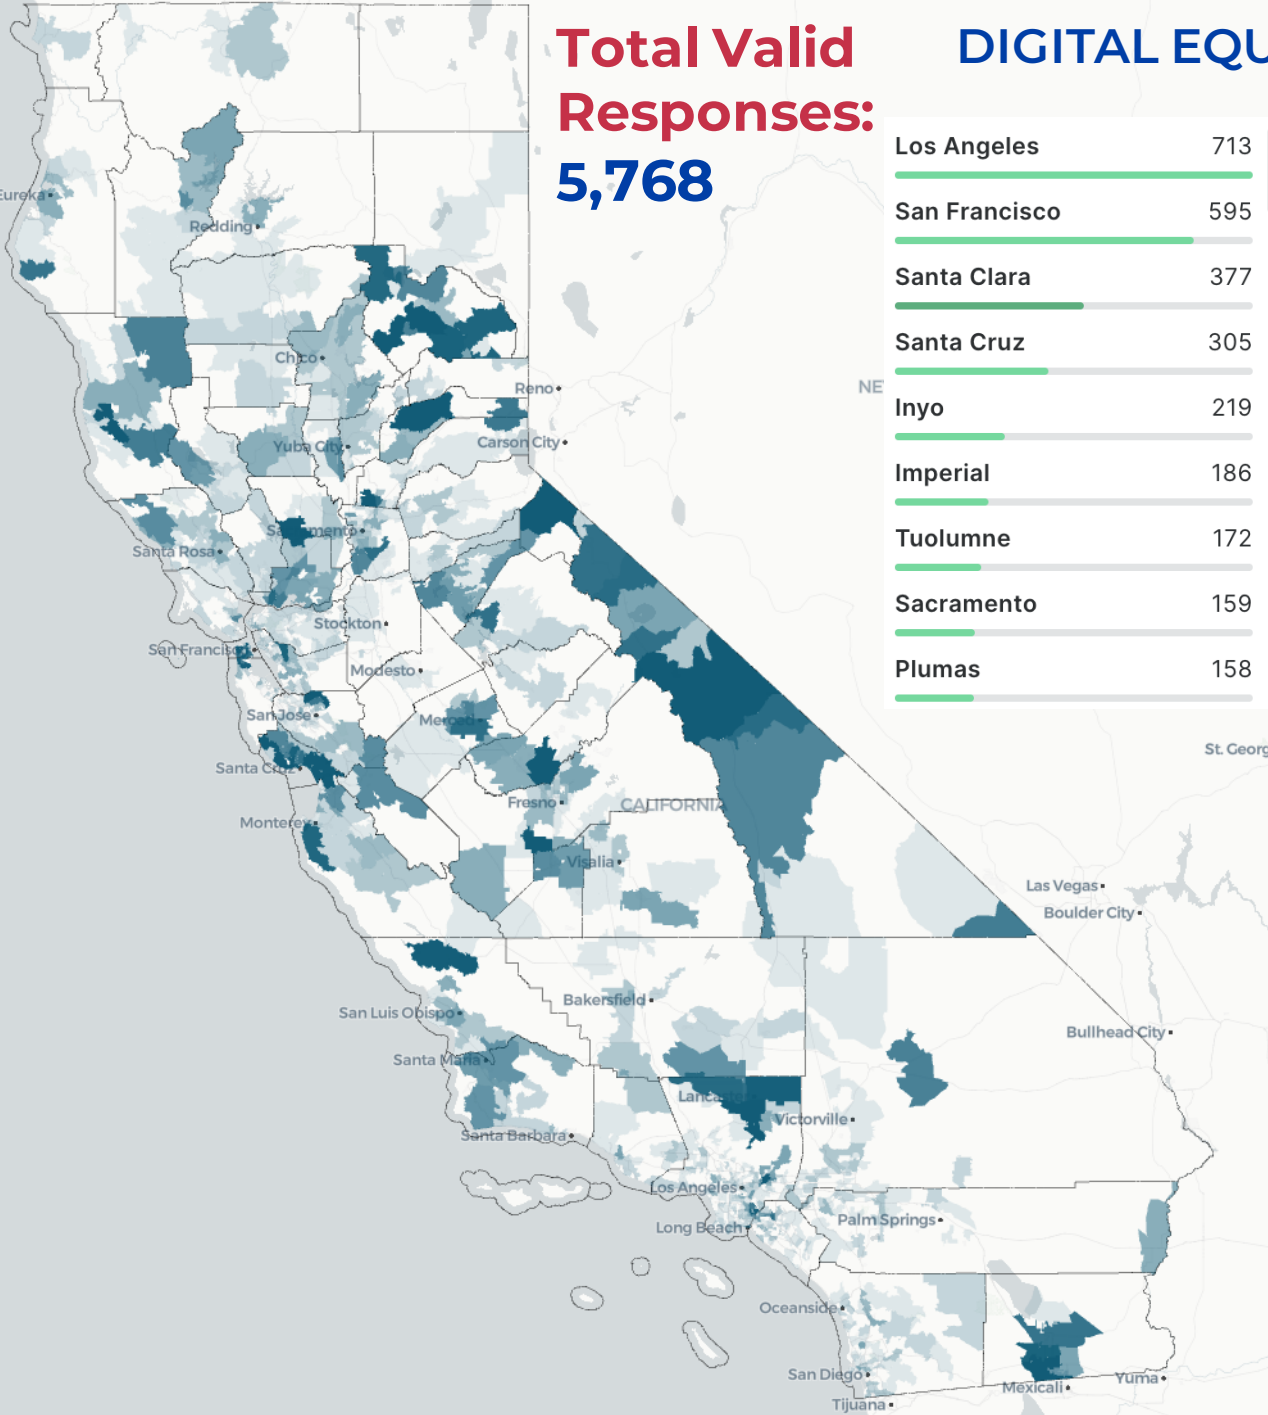 Total Valid
Responses:
5,768
DIGITAL EQU
Los Angeles 713
San Francisco 595
Santa Clara 377
Santa Cruz 305
Inyo 219
Imperial 186
Tuolumne 172
Sacramento 159
Plumas 158
Eureka
Redding
Chico
Reno
NE
Yuba City
Carson City
Sacramento
Santa Rosa
Stockton
San Francisco
Modesto
San Jose
Merced
Santa Cruz
St. Georg
Fresno
CALIFORNIA
Monterey
Visalia
Las Vegas
Boulder City
Bakersfield
San Luis Obispo
Bullhead City
Santa Maria
Lancaster
Victorville
Santa Barbara
Los Angeles
Palm Springs
Long Beach
Oceanside
San Diego
Yuma
Mexicali
Tijuana